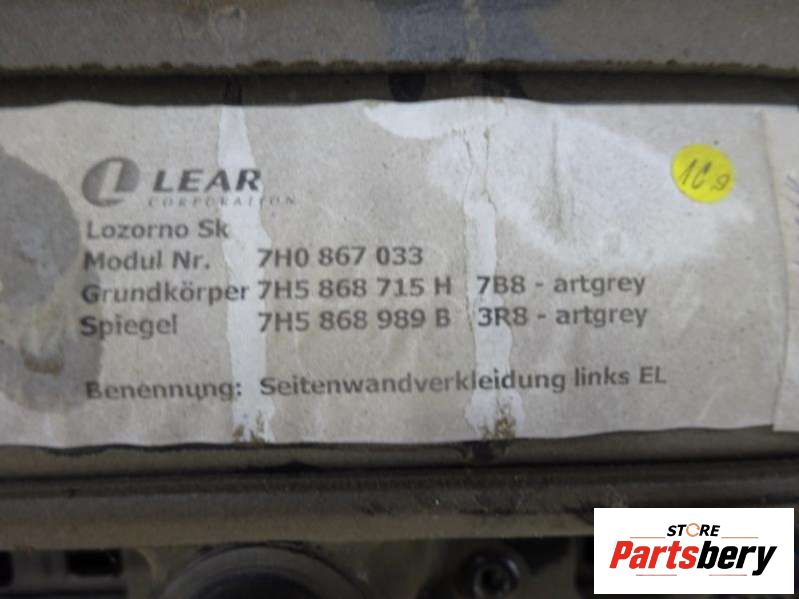 LEAR
CORPORATION
Lozorno Sk
Modul Nr. 7H0 867 033
Grundkörper 7H5 868 715 H 7B8 - artgrey
Spiegel 7H5 868 989 B 3R8 - artgrey
Benennung: Seitenwandverkleidung links EL
STORE
Partsbery